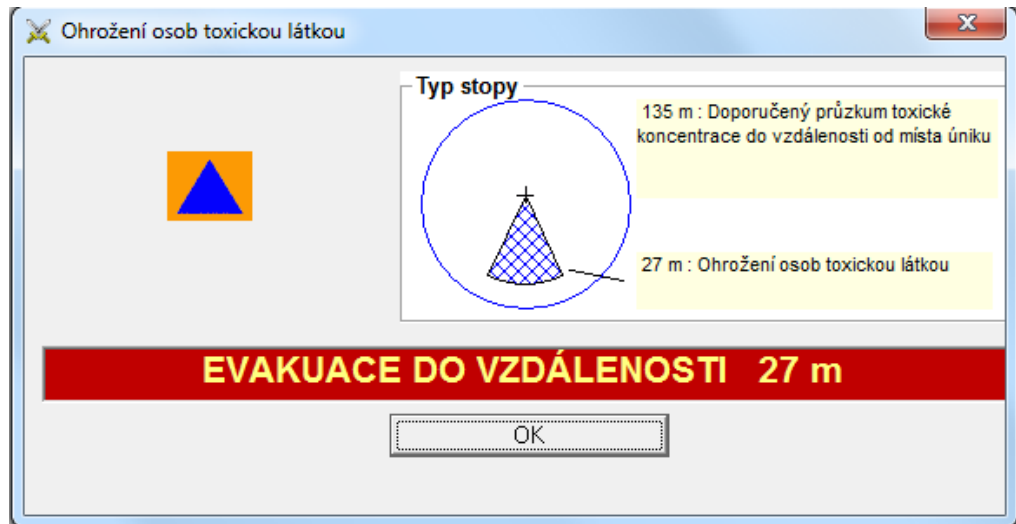 Ohrožení osob toxickou látkou
Typ stopy
135 m : Doporučený průzkum toxické
koncentrace do vzdálenosti od místa úniku
27 m : Ohrožení osob toxickou látkou
EVAKUACE DO VZDÁLENOSTI 27 m
OK